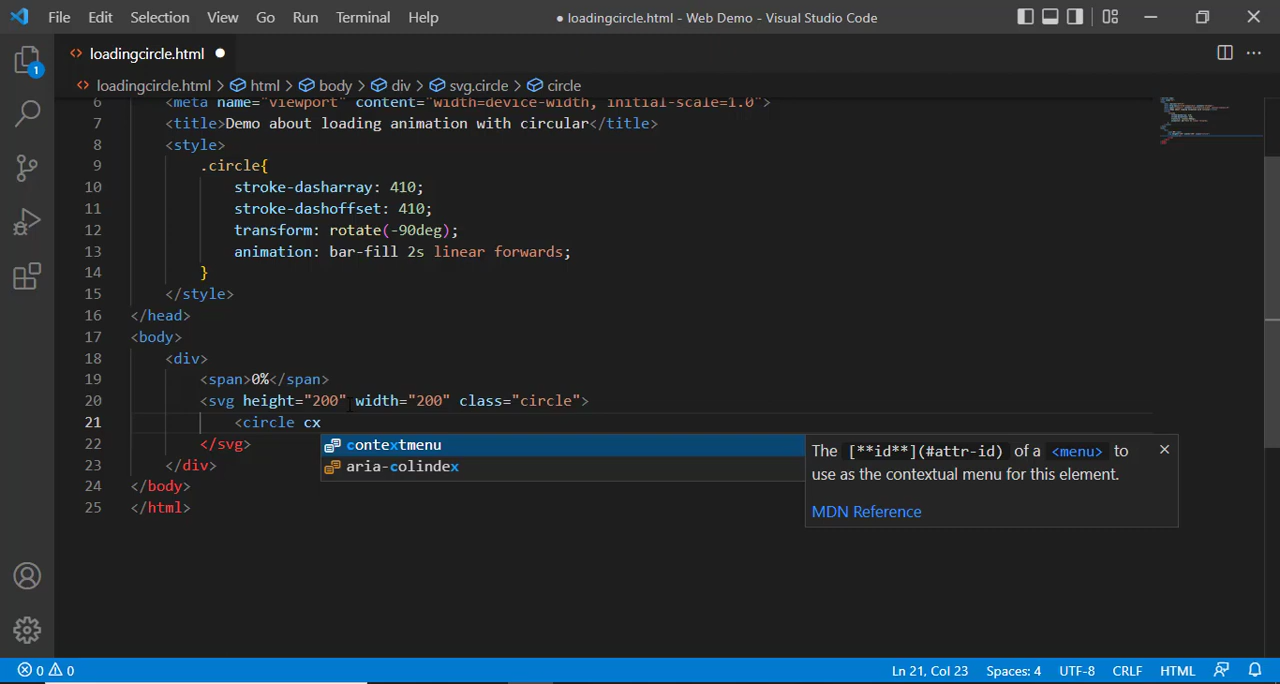 File Edit Selection View Go Run Terminal Help ● loadingcircle.html - Web Demo - Visual Studio Code
<> loadingcircle.html ●
<> loadingcircle.html > html > body > div > svg.circle > circle
1
6 <meta name="viewport" content="width=device-width, initial-scale=1.0">
7 <title>Demo about loading animation with circular</title>
8 <style>
9 .circle{
10 stroke-dasharray: 410;
11 stroke-dashoffset: 410;
12 transform: rotate(-90deg);
13 animation: bar-fill 2s linear forwards;
14 }
15 </style>
16 </head>
17 <body>
18 <div>
19 <span>0%</span>
20 <svg height="200" width="200" class="circle">
21 <circle cx
22 </svg>
23 </div>
24 </body>
25 </html>
contextmenu
aria-colindex
The [**id**](#attr-id) of a <menu> to
use as the contextual menu for this element.
MDN Reference
0 0 Ln 21, Col 23 Spaces: 4 UTF-8 CRLF HTML